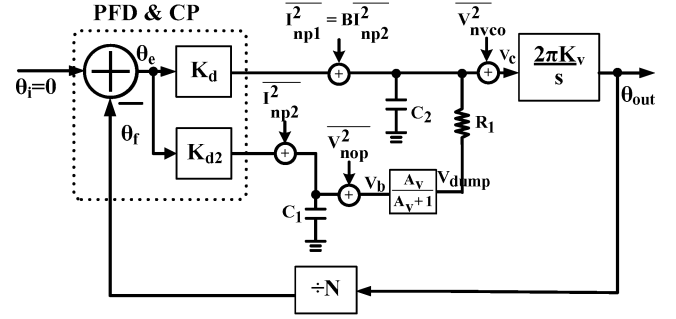 PFD & CP
I²np1 = BI²np2
V²nvco
θi=0
θe
Kd
Vc
2πKv
s
θout
I²np2
C2
R1
θf
Kd2
V²nop
Vb
Av
Av+1
Vdump
C1
÷N